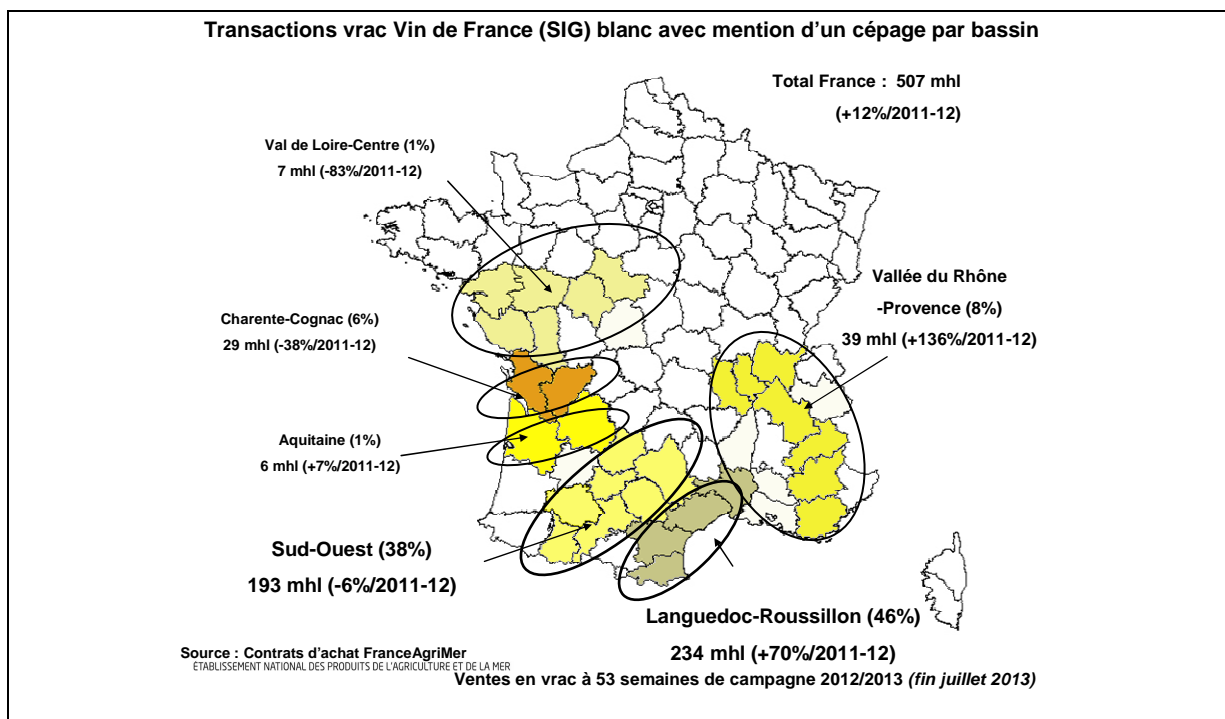 Transactions vrac Vin de France (SIG) blanc avec mention d'un cépage par bassin
Total France : 507 mhl
(+12%/2011-12)
Val de Loire-Centre (1%)
7 mhl (-83%/2011-12)
Vallée du Rhône
-Provence (8%)
39 mhl (+136%/2011-12)
Charente-Cognac (6%)
29 mhl (-38%/2011-12)
Aquitaine (1%)
6 mhl (+7%/2011-12)
Sud-Ouest (38%)
193 mhl (-6%/2011-12)
Languedoc-Roussillon (46%)
234 mhl (+70%/2011-12)
Source : Contrats d'achat FranceAgriMer
ÉTABLISSEMENT NATIONAL DES PRODUITS DE L'AGRICULTURE ET DE LA MER
Ventes en vrac à 53 semaines de campagne 2012/2013 (fin juillet 2013)